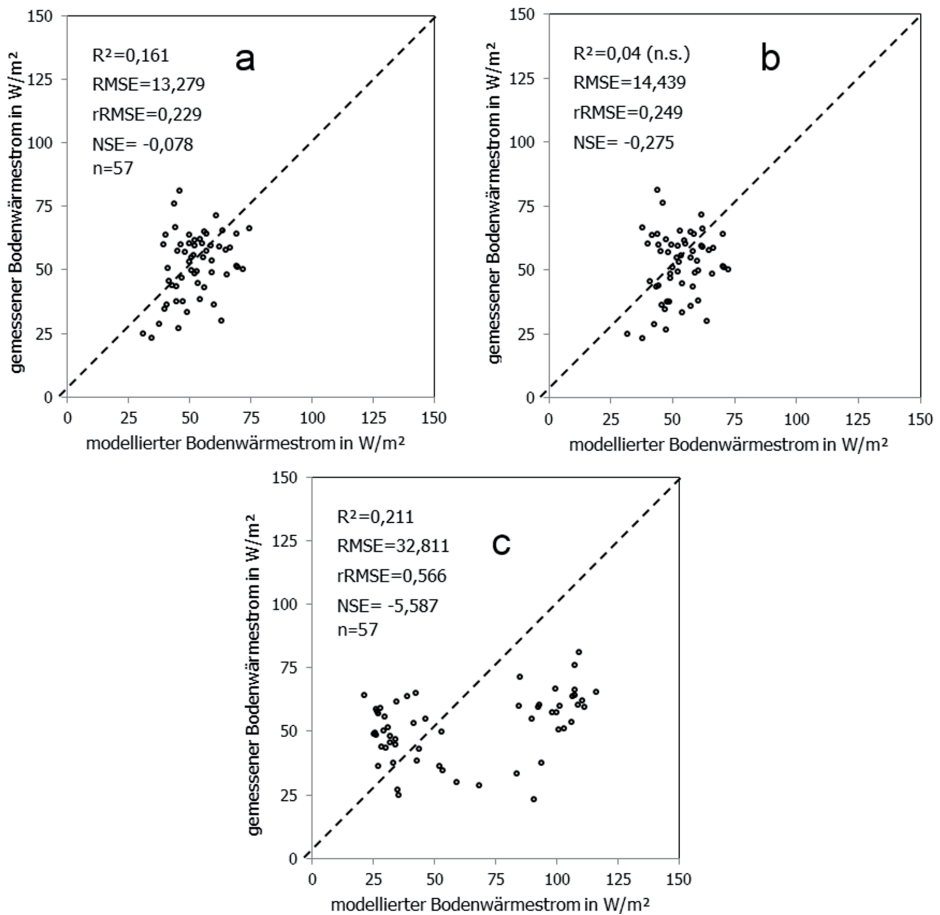 gemessener Bodenwärmestrom in W/m²
150
125
100
75
50
25
0
R²=0,161
RMSE=13,279
rRMSE=0,229
NSE= -0,078
n=57
a
0 25 50 75 100 125 150
modellierter Bodenwärmestrom in W/m²
gemessener Bodenwärmestrom in W/m²
150
125
100
75
50
25
0
R²=0,04 (n.s.)
RMSE=14,439
rRMSE=0,249
NSE= -0,275
b
0 25 50 75 100 125 150
modellierter Bodenwärmestrom in W/m²
gemessener Bodenwärmestrom in W/m²
150
125
100
75
50
25
0
R²=0,211
RMSE=32,811
rRMSE=0,566
NSE= -5,587
n=57
c
0 25 50 75 100 125 150
modellierter Bodenwärmestrom in W/m²